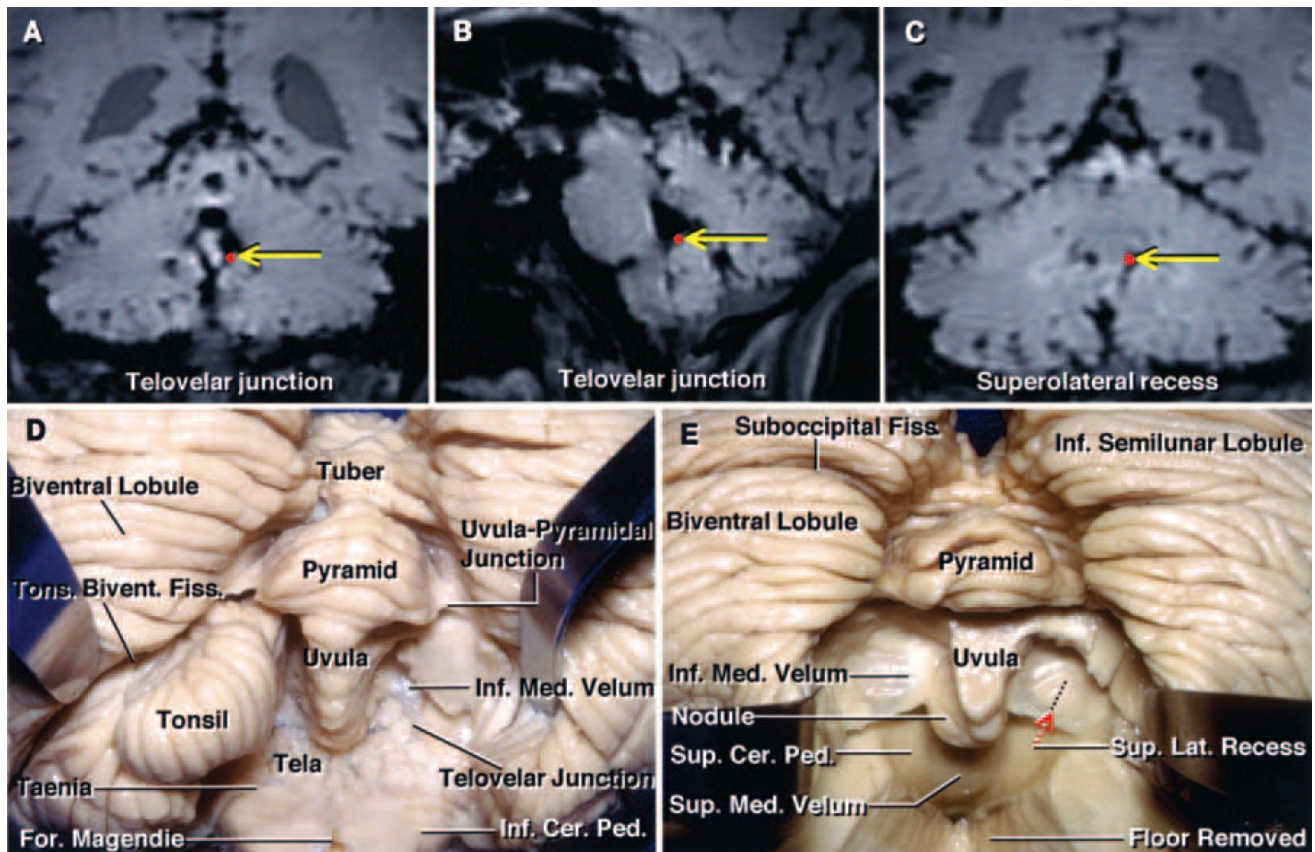 A
Telovelar junction
B
Telovelar junction
C
Superolateral recess
D
Tuber
Biventral Lobule
Uvula-Pyramidal
Junction
Pyramid
Tons. Bivent. Fiss.
Uvula
Inf. Med. Velum
Tonsil
Tela
Telovelar Junction
Taenia
For. Magendie
Inf. Cer. Ped.
E
Suboccipital Fiss.
Inf. Semilunar Lobule
Biventral Lobule
Pyramid
Uvula
Inf. Med. Velum
Nodule
Sup. Cer. Ped.
Sup. Lat. Recess
Sup. Med. Velum
Floor Removed